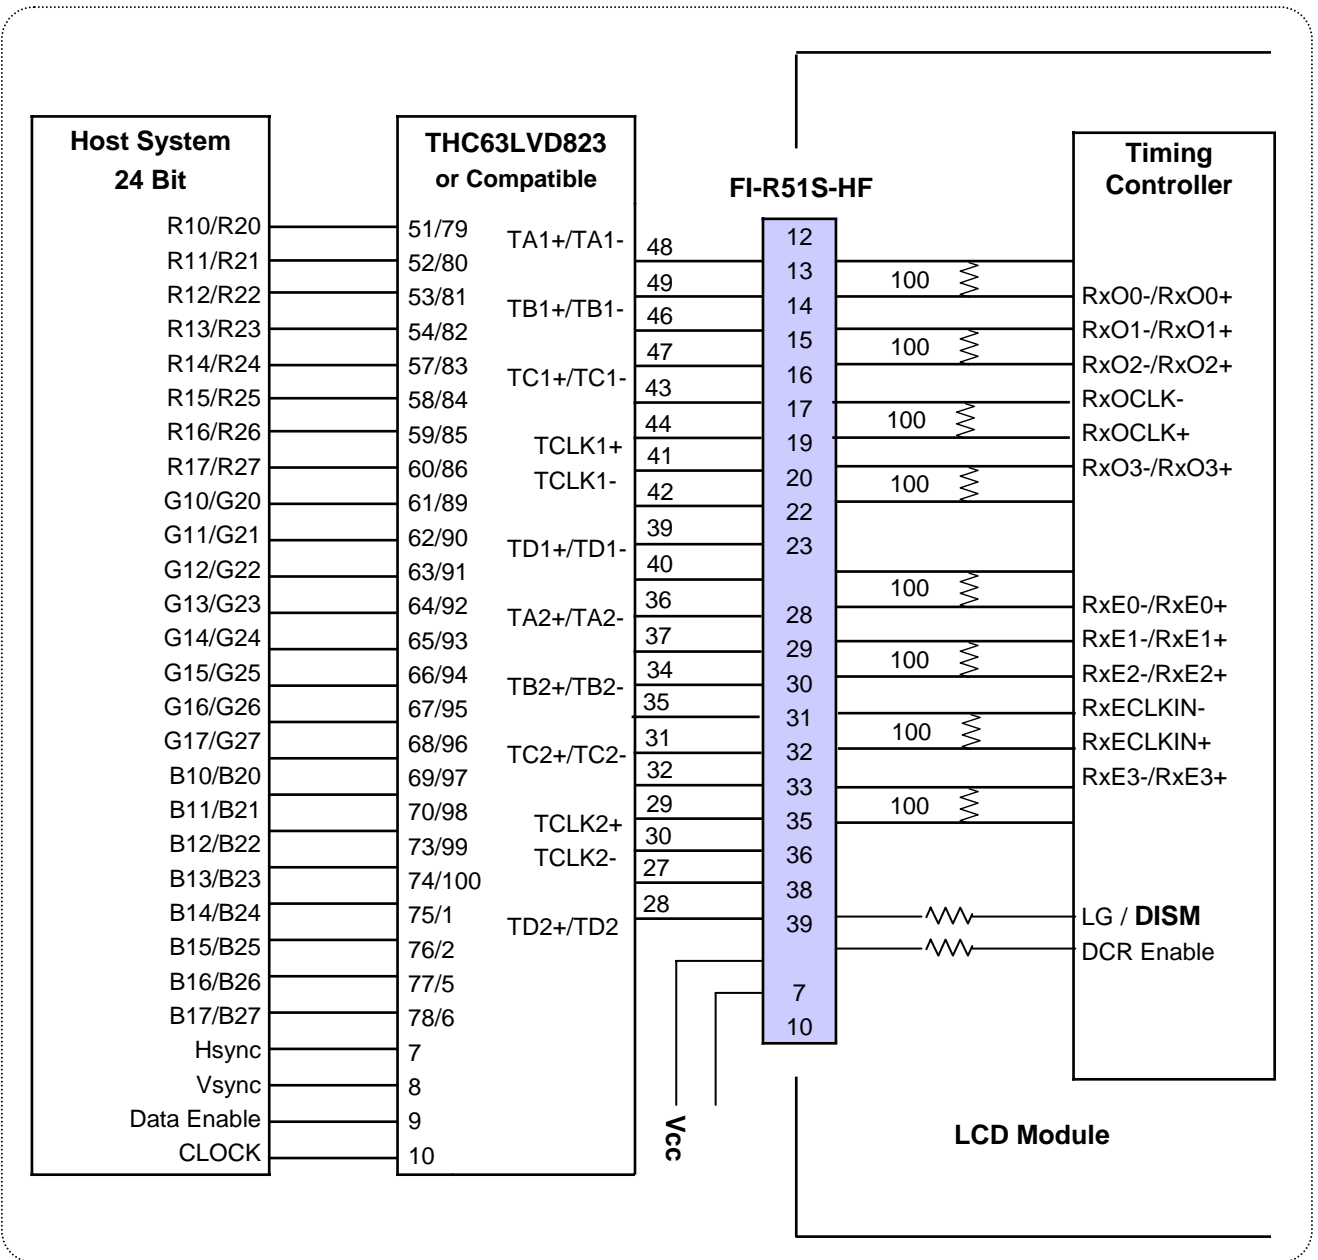 Host System
24 Bit
R10/R20
R11/R21
R12/R22
R13/R23
R14/R24
R15/R25
R16/R26
R17/R27
G10/G20
G11/G21
G12/G22
G13/G23
G14/G24
G15/G25
G16/G26
G17/G27
B10/B20
B11/B21
B12/B22
B13/B23
B14/B24
B15/B25
B16/B26
B17/B27
Hsync
Vsync
Data Enable
CLOCK
THC63LVD823
or Compatible
51/79
52/80
53/81
54/82
57/83
58/84
59/85
60/86
61/89
62/90
63/91
64/92
65/93
66/94
67/95
68/96
69/97
70/98
73/99
74/100
75/1
76/2
77/5
78/6
7
8
9
10
TA1+/TA1-
TB1+/TB1-
TC1+/TC1-
TCLK1+
TCLK1-
TD1+/TD1-
TA2+/TA2-
TB2+/TB2-
TC2+/TC2-
TCLK2+
TCLK2-
TD2+/TD2
48
49
46
47
43
44
41
42
39
40
36
37
34
35
31
32
29
30
27
28
Vcc
FI-R51S-HF
12
13
14
15
16
17
19
20
22
23
28
29
30
31
32
33
35
36
38
39
7
10
100
100
100
100
100
100
100
100
Timing
Controller
RxO0-/RxO0+
RxO1-/RxO1+
RxO2-/RxO2+
RxOCLK-
RxOCLK+
RxO3-/RxO3+
RxE0-/RxE0+
RxE1-/RxE1+
RxE2-/RxE2+
RxECLKIN-
RxECLKIN+
RxE3-/RxE3+
LG / DISM
DCR Enable
LCD Module